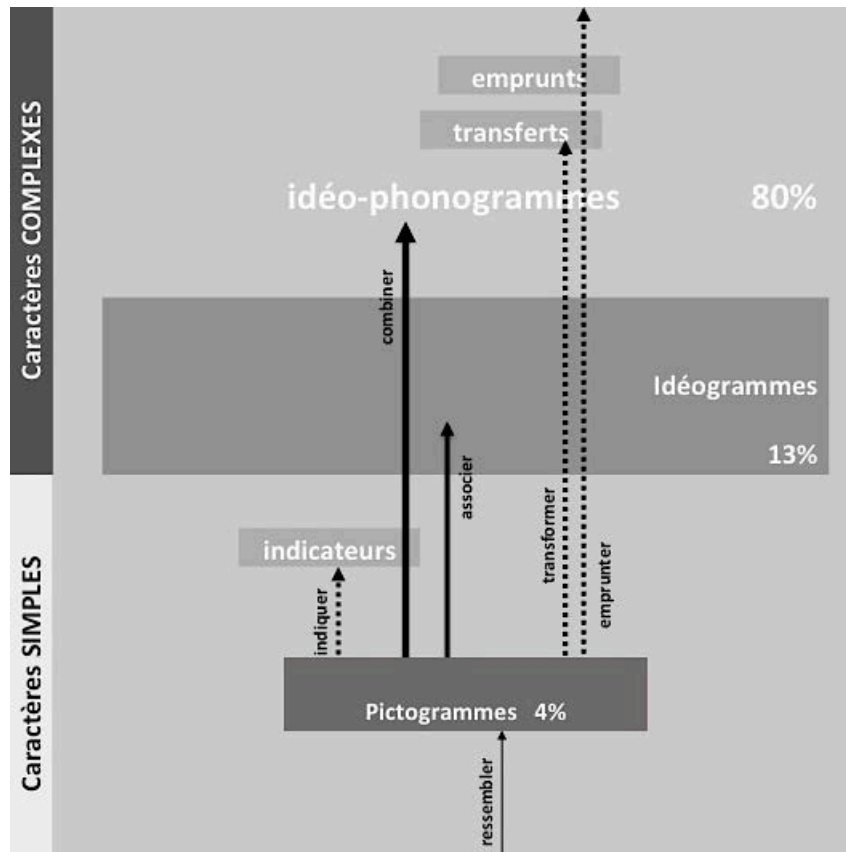 Caractères COMPLEXES
emprunts
transferts
idéo-phonogrammes 80%
combiner
Idéogrammes
13%
associer
transformer
emprunter
Caractères SIMPLES
indicateurs
indiquer
Pictogrammes 4%
ressembler